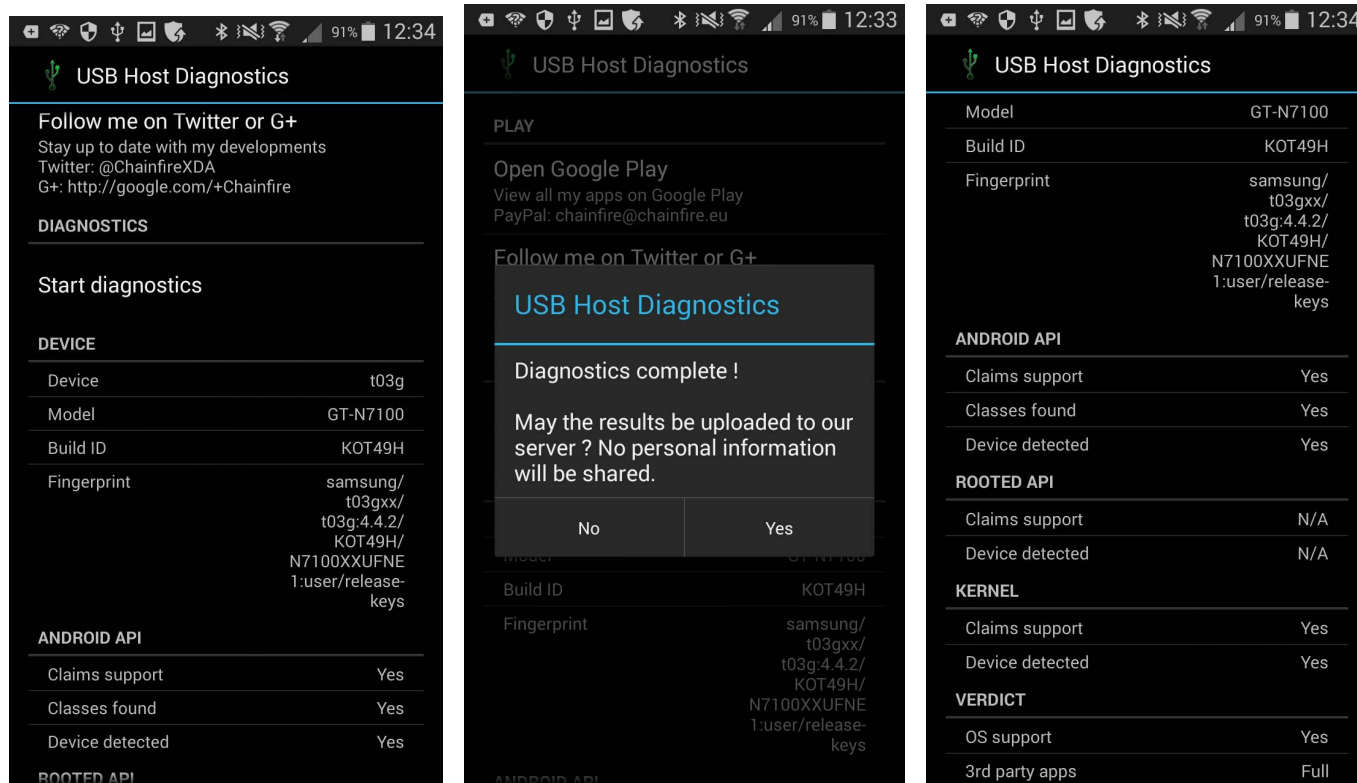 91% 12:34
USB Host Diagnostics
Follow me on Twitter or G+
Stay up to date with my developments
Twitter: @ChainfireXDA
G+: http://google.com/+Chainfire
DIAGNOSTICS
Start diagnostics
DEVICE
Device t03g
Model GT-N7100
Build ID KOT49H
Fingerprint samsung/
t03gxx/
t03g:4.4.2/
KOT49H/
N7100XXUFNE
1:user/release-
keys
ANDROID API
Claims support Yes
Classes found Yes
Device detected Yes
ROOTED API
91% 12:33
USB Host Diagnostics
PLAY
Open Google Play
View all my apps on Google Play
PayPal: chainfire@chainfire.eu
Follow me on Twitter or G+
USB Host Diagnostics
Diagnostics complete !
May the results be uploaded to our
server ? No personal information
will be shared.
No Yes
Model GT-N7100
Build ID KOT49H
Fingerprint samsung/
t03gxx/
t03g:4.4.2/
KOT49H/
N7100XXUFNE
1:user/release-
keys
ANDROID API
91% 12:34
USB Host Diagnostics
Model GT-N7100
Build ID KOT49H
Fingerprint samsung/
t03gxx/
t03g:4.4.2/
KOT49H/
N7100XXUFNE
1:user/release-
keys
ANDROID API
Claims support Yes
Classes found Yes
Device detected Yes
ROOTED API
Claims support N/A
Device detected N/A
KERNEL
Claims support Yes
Device detected Yes
VERDICT
OS support Yes
3rd party apps Full